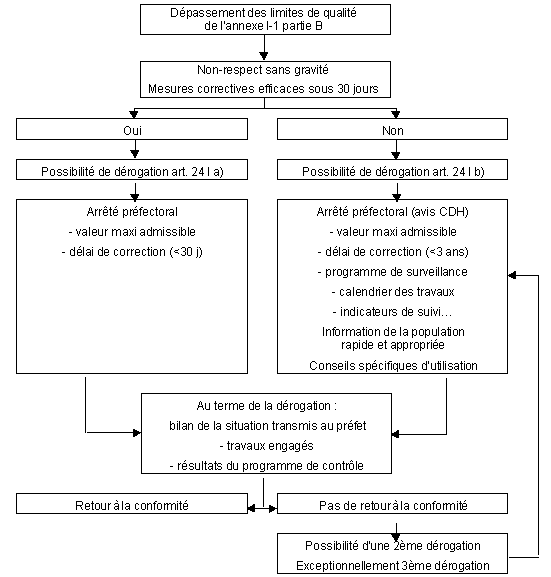 Dépassement des limites de qualité
de l'annexe I-1 partie B
Non-respect sans gravité
Mesures correctives efficaces sous 30 jours
Oui
Non
Possibilité de dérogation art. 24 I a)
Possibilité de dérogation art. 24 I b)
Arrêté préfectoral
- valeur maxi admissible
- délai de correction (<30 j)
Arrêté préfectoral (avis CDH)
- valeur maxi admissible
- délai de correction (<3 ans)
- programme de surveillance
- calendrier des travaux
- indicateurs de suivi...
Information de la population
rapide et appropriée
Conseils spécifiques d'utilisation
Au terme de la dérogation :
bilan de la situation transmis au préfet
- travaux engagés
- résultats du programme de contrôle
Retour à la conformité
Pas de retour à la conformité
Possibilité d'une 2ème dérogation
Exceptionnellement 3ème dérogation